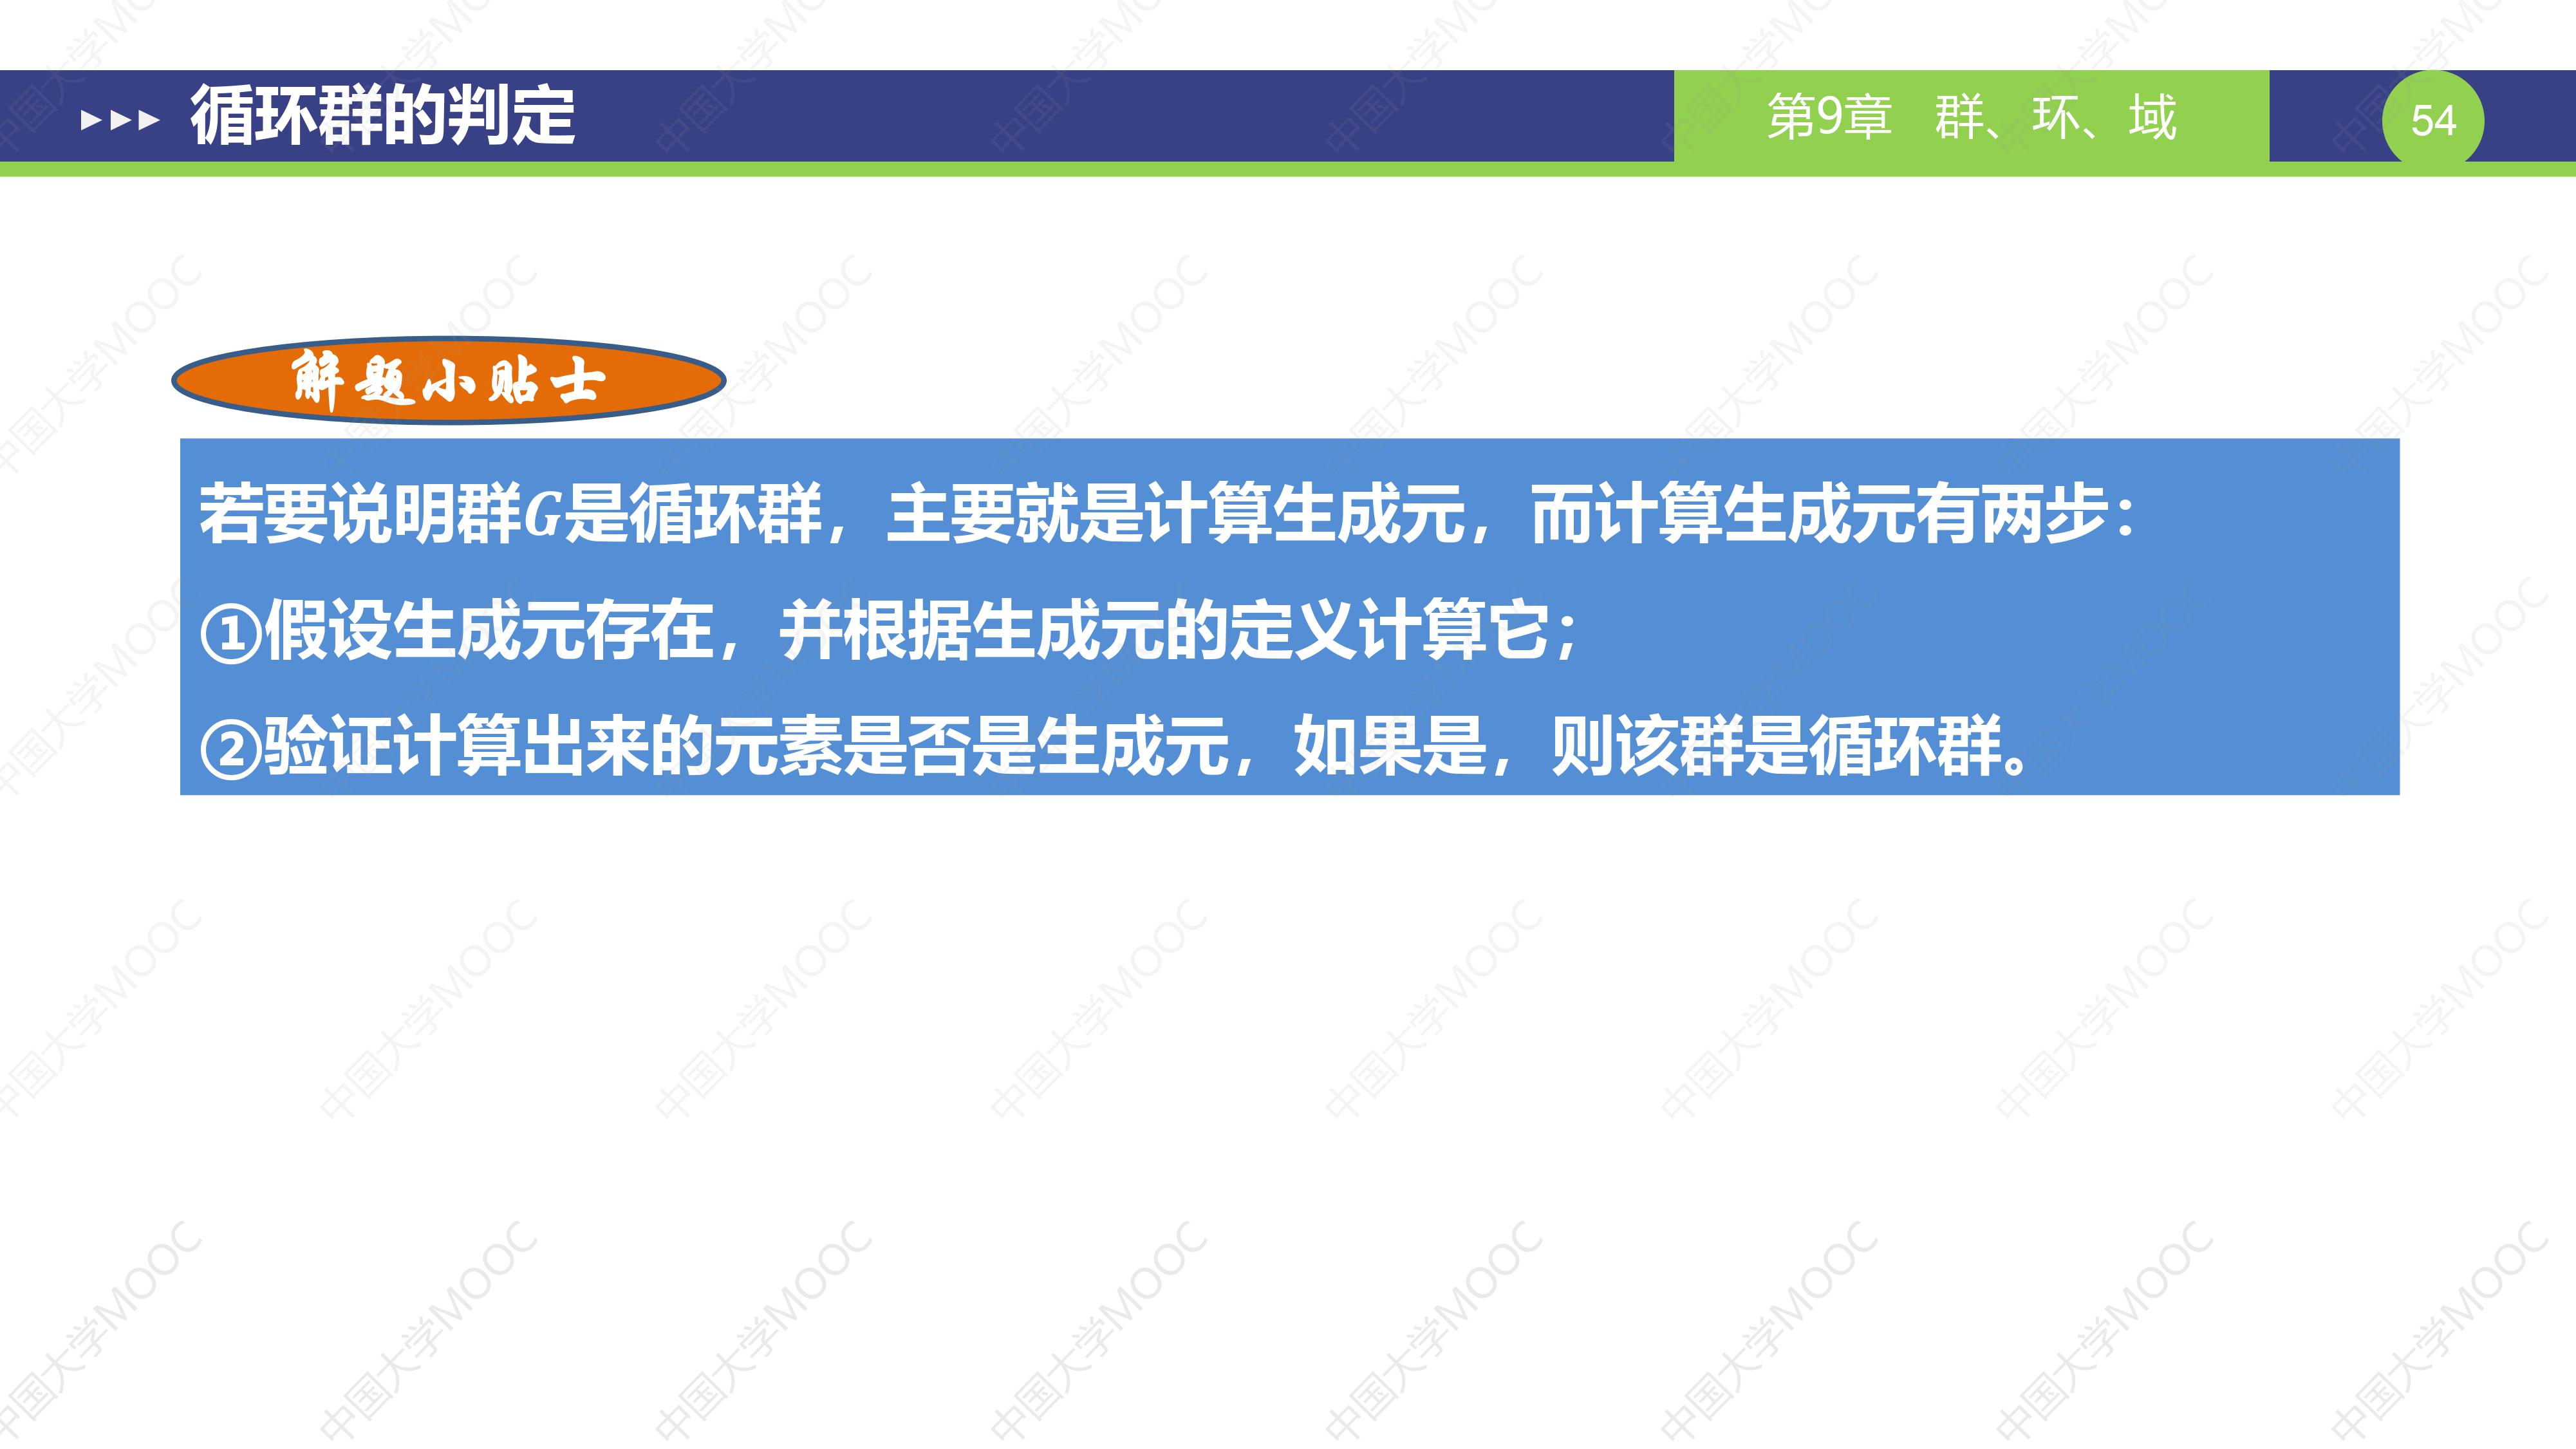 ▶▶▶ 循环群的判定
第9章 群、环、域
54
解题小贴士
若要说明群G是循环群，主要就是计算生成元，而计算生成元有两步：
①假设生成元存在，并根据生成元的定义计算它；
②验证计算出来的元素是否是生成元，如果是，则该群是循环群。
中国大学MOOC